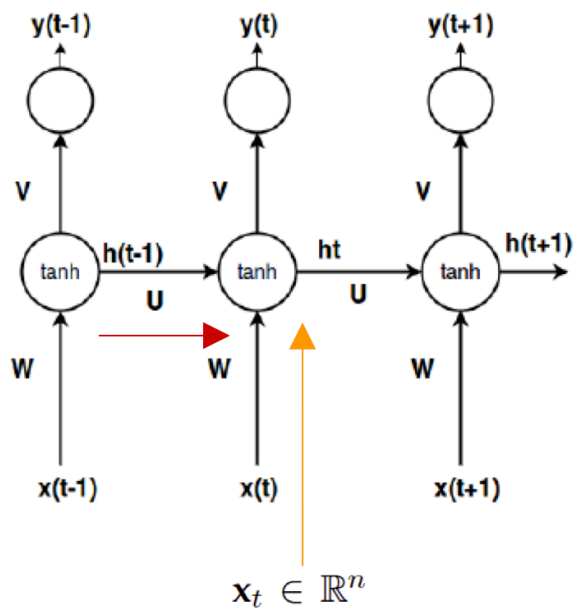 y(t-1) y(t) y(t+1)
V V V
h(t-1) ht h(t+1)
tanh tanh tanh
U U
W W W
x(t-1) x(t) x(t+1)
𝐱ₜ ∈ ℝⁿ